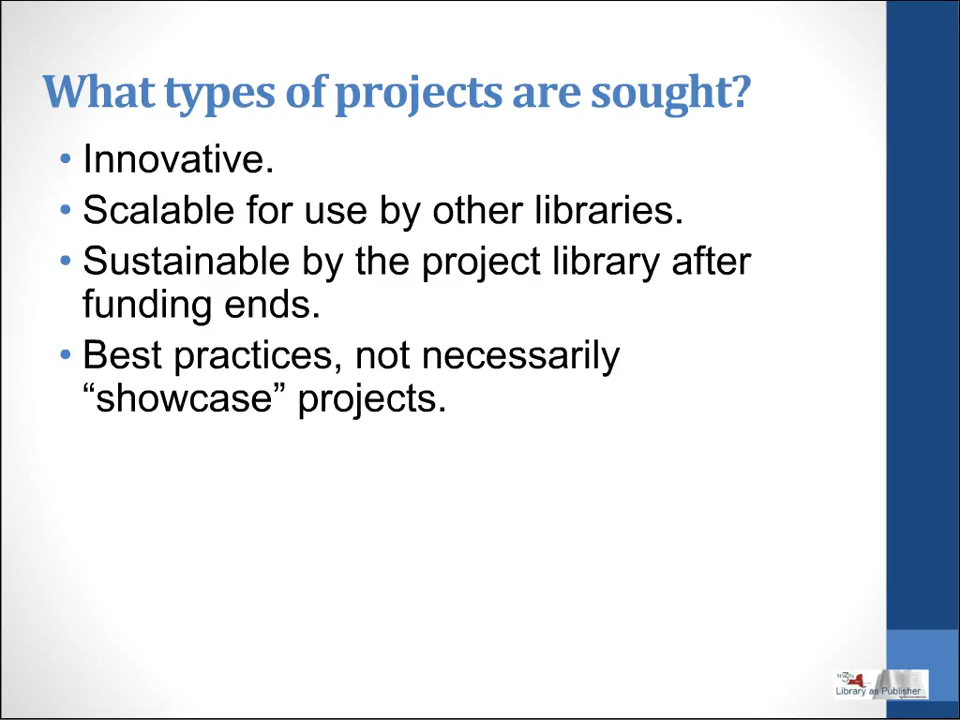 What types of projects are sought?
• Innovative.
• Scalable for use by other libraries.
• Sustainable by the project library after
funding ends.
• Best practices, not necessarily
“showcase” projects.
Library as Publisher